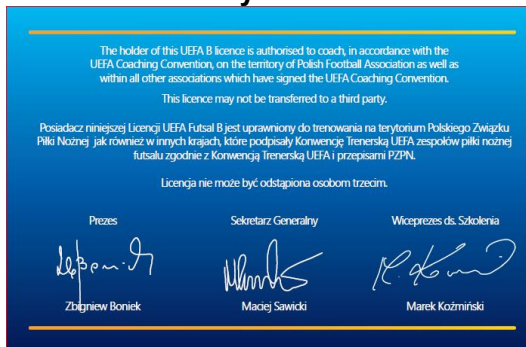 The holder of this UEFA B licence is authorised to coach, in accordance with the
UEFA Coaching Convention, on the territory of Polish Football Association as well as
within all other associations which have signed the UEFA Coaching Convention.
This licence may not be transferred to a third party.
Posiadacz niniejszej Licencji UEFA Futsal B jest uprawniony do trenowania na terytorium Polskiego Związku
Piłki Nożnej jak również w innych krajach, które podpisały Konwencję Trenerską UEFA zespołów piłki nożnej
futsalu zgodnie z Konwencją Trenerską UEFA i przepisami PZPN.
Licencja nie może być odstąpiona osobom trzecim.
Prezes Sekretarz Generalny Wiceprezes ds. Szkolenia
Zbigniew Boniek Maciej Sawicki Marek Koźmiński